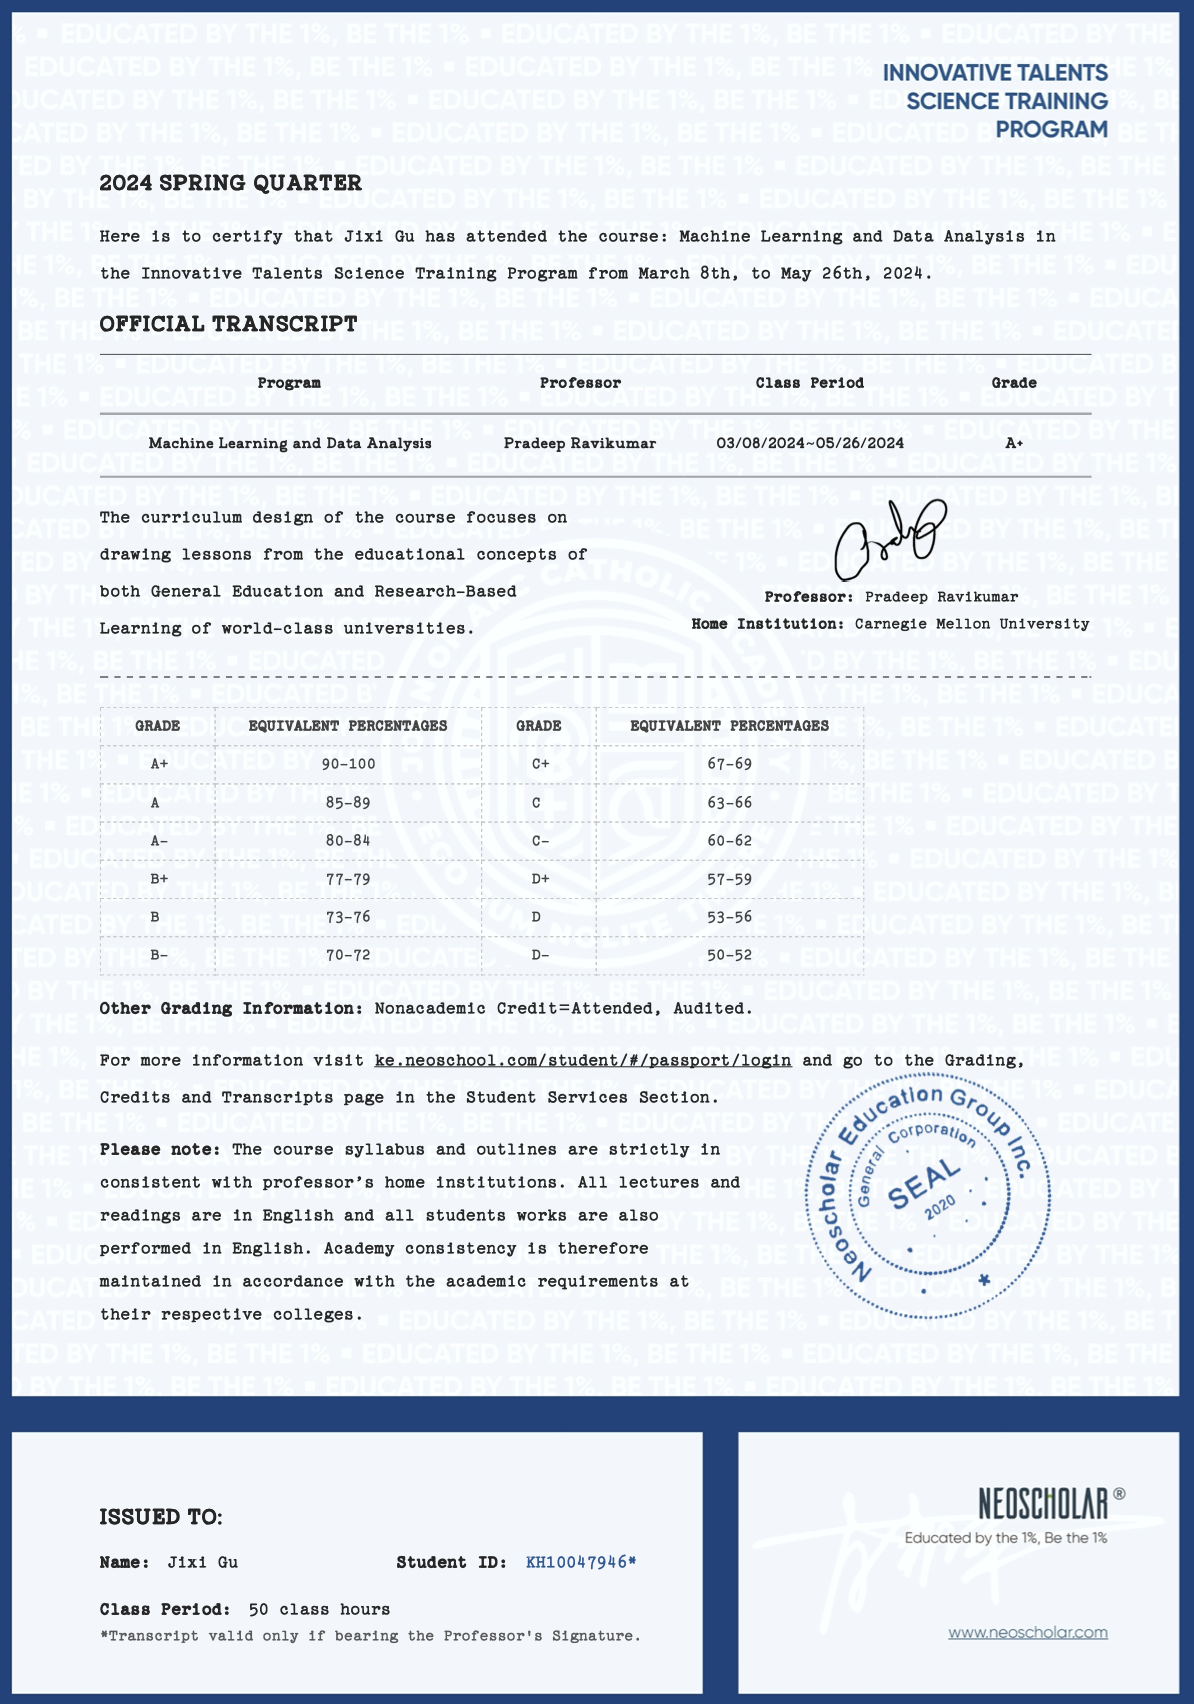 INNOVATIVE TALENTS
SCIENCE TRAINING
PROGRAM
2024 SPRING QUARTER
Here is to certify that Jixi Gu has attended the course: Machine Learning and Data Analysis in
the Innovative Talents Science Training Program from March 8th, to May 26th, 2024.
OFFICIAL TRANSCRIPT
Program Professor Class Period Grade
Machine Learning and Data Analysis Pradeep Ravikumar 03/08/2024~05/26/2024 A+
The curriculum design of the course focuses on
drawing lessons from the educational concepts of
both General Education and Research-Based
Learning of world-class universities.
Professor: Pradeep Ravikumar
Home Institution: Carnegie Mellon University
GRADE EQUIVALENT PERCENTAGES GRADE EQUIVALENT PERCENTAGES
A+ 90-100 C+ 67-69
A 85-89 C 63-66
A- 80-84 C- 60-62
B+ 77-79 D+ 57-59
B 73-76 D 53-56
B- 70-72 D- 50-52
Other Grading Information: Nonacademic Credit=Attended, Audited.
For more information visit ke.neoschool.com/student/#/passport/login and go to the Grading,
Credits and Transcripts page in the Student Services Section.
Please note: The course syllabus and outlines are strictly in
consistent with professor's home institutions. All lectures and
readings are in English and all students works are also
performed in English. Academy consistency is therefore
maintained in accordance with the academic requirements at
their respective colleges.
Neoscholar Education Group Inc.
General Corporation
SEAL
2020
ISSUED TO:
Name: Jixi Gu Student ID: KH10047946*
Class Period: 50 class hours
*Transcript valid only if bearing the Professor's Signature.
NEOSCHOLAR®
Educated by the 1%, Be the 1%
www.neoscholar.com
EDUCATED BY THE 1%, BE THE 1%